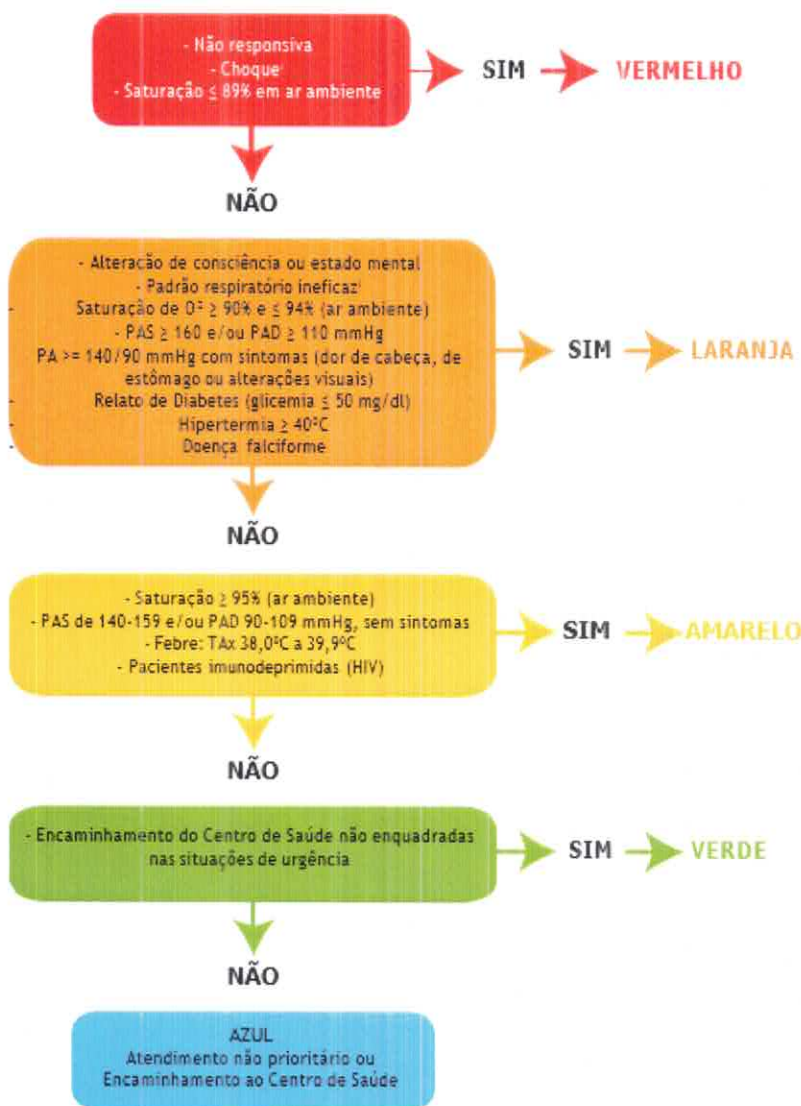 - Não responsiva
- Choque
- Saturação ≤ 89% em ar ambiente
SIM
VERMELHO
NÃO
- Alteração de consciência ou estado mental
- Padrão respiratório ineficaz
- Saturação de O² ≥ 90% e ≤ 94% (ar ambiente)
- PAS ≥ 160 e/ou PAD ≥ 110 mmHg
PA >= 140/90 mmHg com sintomas (dor de cabeça, de
estômago ou alterações visuais)
- Relato de Diabetes (glicemia ≤ 50 mg/dl)
- Hipertermia ≥ 40ºC
- Doença falciforme
SIM
LARANJA
NÃO
- Saturação ≥ 95% (ar ambiente)
- PAS de 140-159 e/ou PAD 90-109 mmHg, sem sintomas
- Febre: TAx 38,0ºC a 39,9ºC
- Pacientes imunodeprimidas (HIV)
SIM
AMARELO
NÃO
- Encaminhamento do Centro de Saúde não enquadradas
nas situações de urgência
SIM
VERDE
NÃO
AZUL
Atendimento não prioritário ou
Encaminhamento ao Centro de Saúde